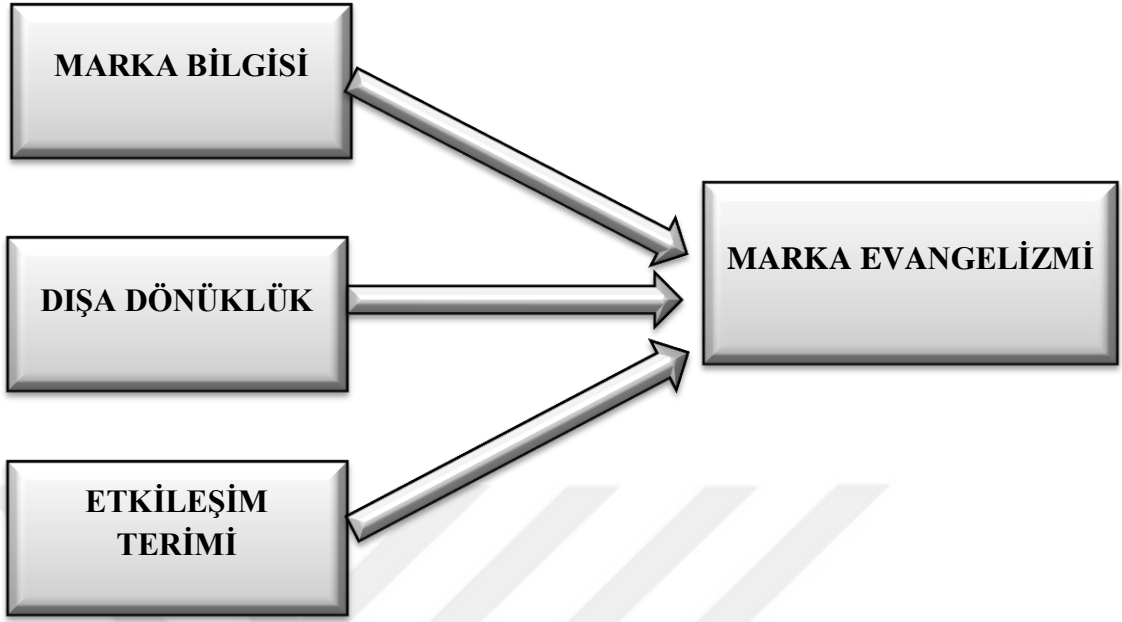 MARKA BİLGİSİ
DIŞA DÖNÜKLÜK
ETKİLEŞİM
TERİMİ
MARKA EVANGELİZMİ